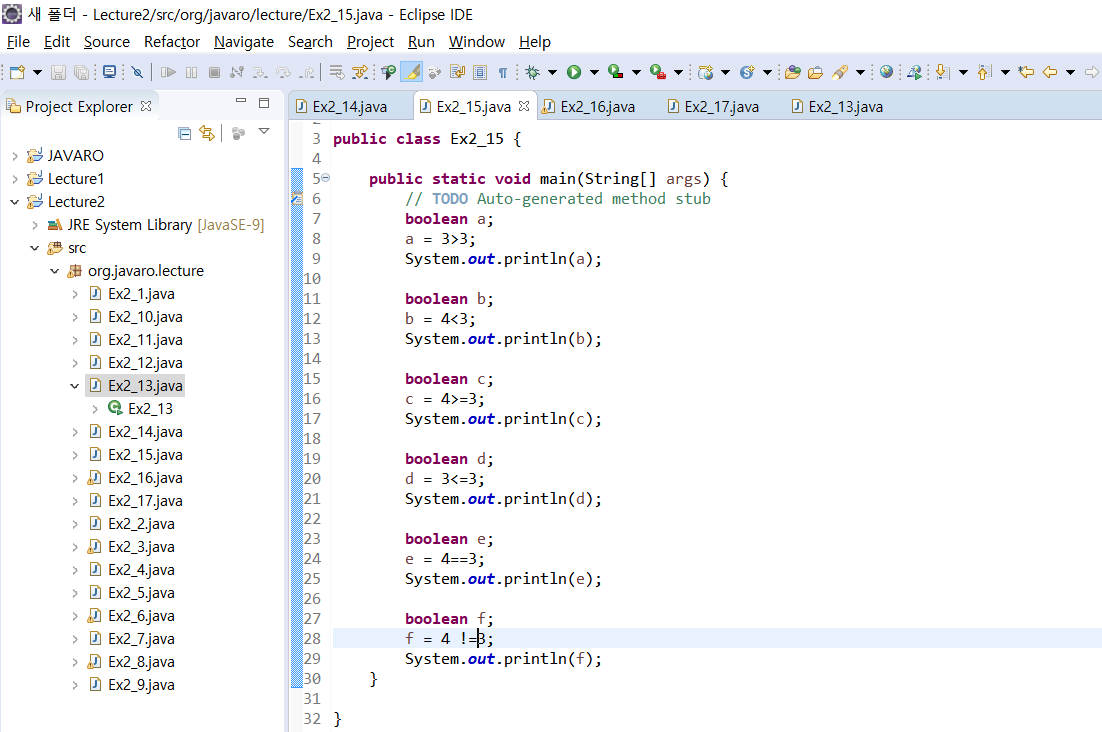 새 폴더 - Lecture2/src/org/javaro/lecture/Ex2_15.java - Eclipse IDE
File Edit Source Refactor Navigate Search Project Run Window Help
Project Explorer
JAVARO
Lecture1
Lecture2
JRE System Library [JavaSE-9]
src
org.javaro.lecture
Ex2_1.java
Ex2_10.java
Ex2_11.java
Ex2_12.java
Ex2_13.java
Ex2_13
Ex2_14.java
Ex2_15.java
Ex2_16.java
Ex2_17.java
Ex2_2.java
Ex2_3.java
Ex2_4.java
Ex2_5.java
Ex2_6.java
Ex2_7.java
Ex2_8.java
Ex2_9.java
Ex2_14.java Ex2_15.java Ex2_16.java Ex2_17.java Ex2_13.java
3 public class Ex2_15 {
4
5 public static void main(String[] args) {
6 // TODO Auto-generated method stub
7 boolean a;
8 a = 3>3;
9 System.out.println(a);
10
11 boolean b;
12 b = 4<3;
13 System.out.println(b);
14
15 boolean c;
16 c = 4>=3;
17 System.out.println(c);
18
19 boolean d;
20 d = 3<=3;
21 System.out.println(d);
22
23 boolean e;
24 e = 4==3;
25 System.out.println(e);
26
27 boolean f;
28 f = 4 !=3;
29 System.out.println(f);
30 }
31
32 }